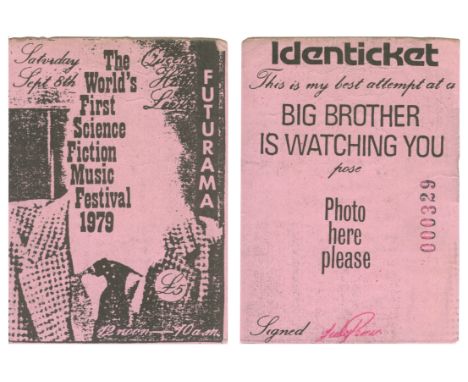 Saturday
Sept 8th
The
World's
First
Science
Fiction
Music
Festival
1979
Queens
Hall
Leeds
FUTURAMA
£5
12 noon — 10 a.m.
Identicket
This is my best attempt at a
BIG BROTHER
IS WATCHING YOU
pose
Photo
here
please
000329
Signed